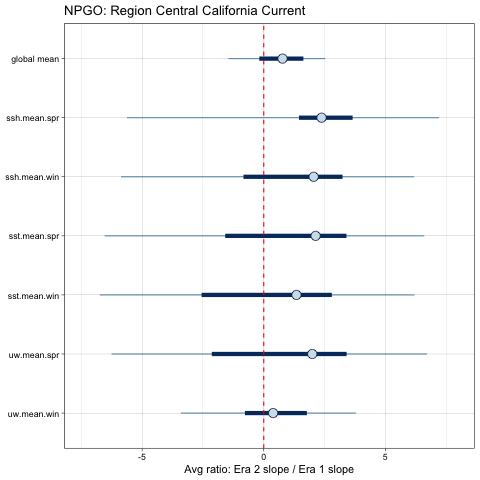 NPGO: Region Central California Current
global mean
ssh.mean.spr
ssh.mean.win
sst.mean.spr
sst.mean.win
uw.mean.spr
uw.mean.win
-5 0 5
Avg ratio: Era 2 slope / Era 1 slope